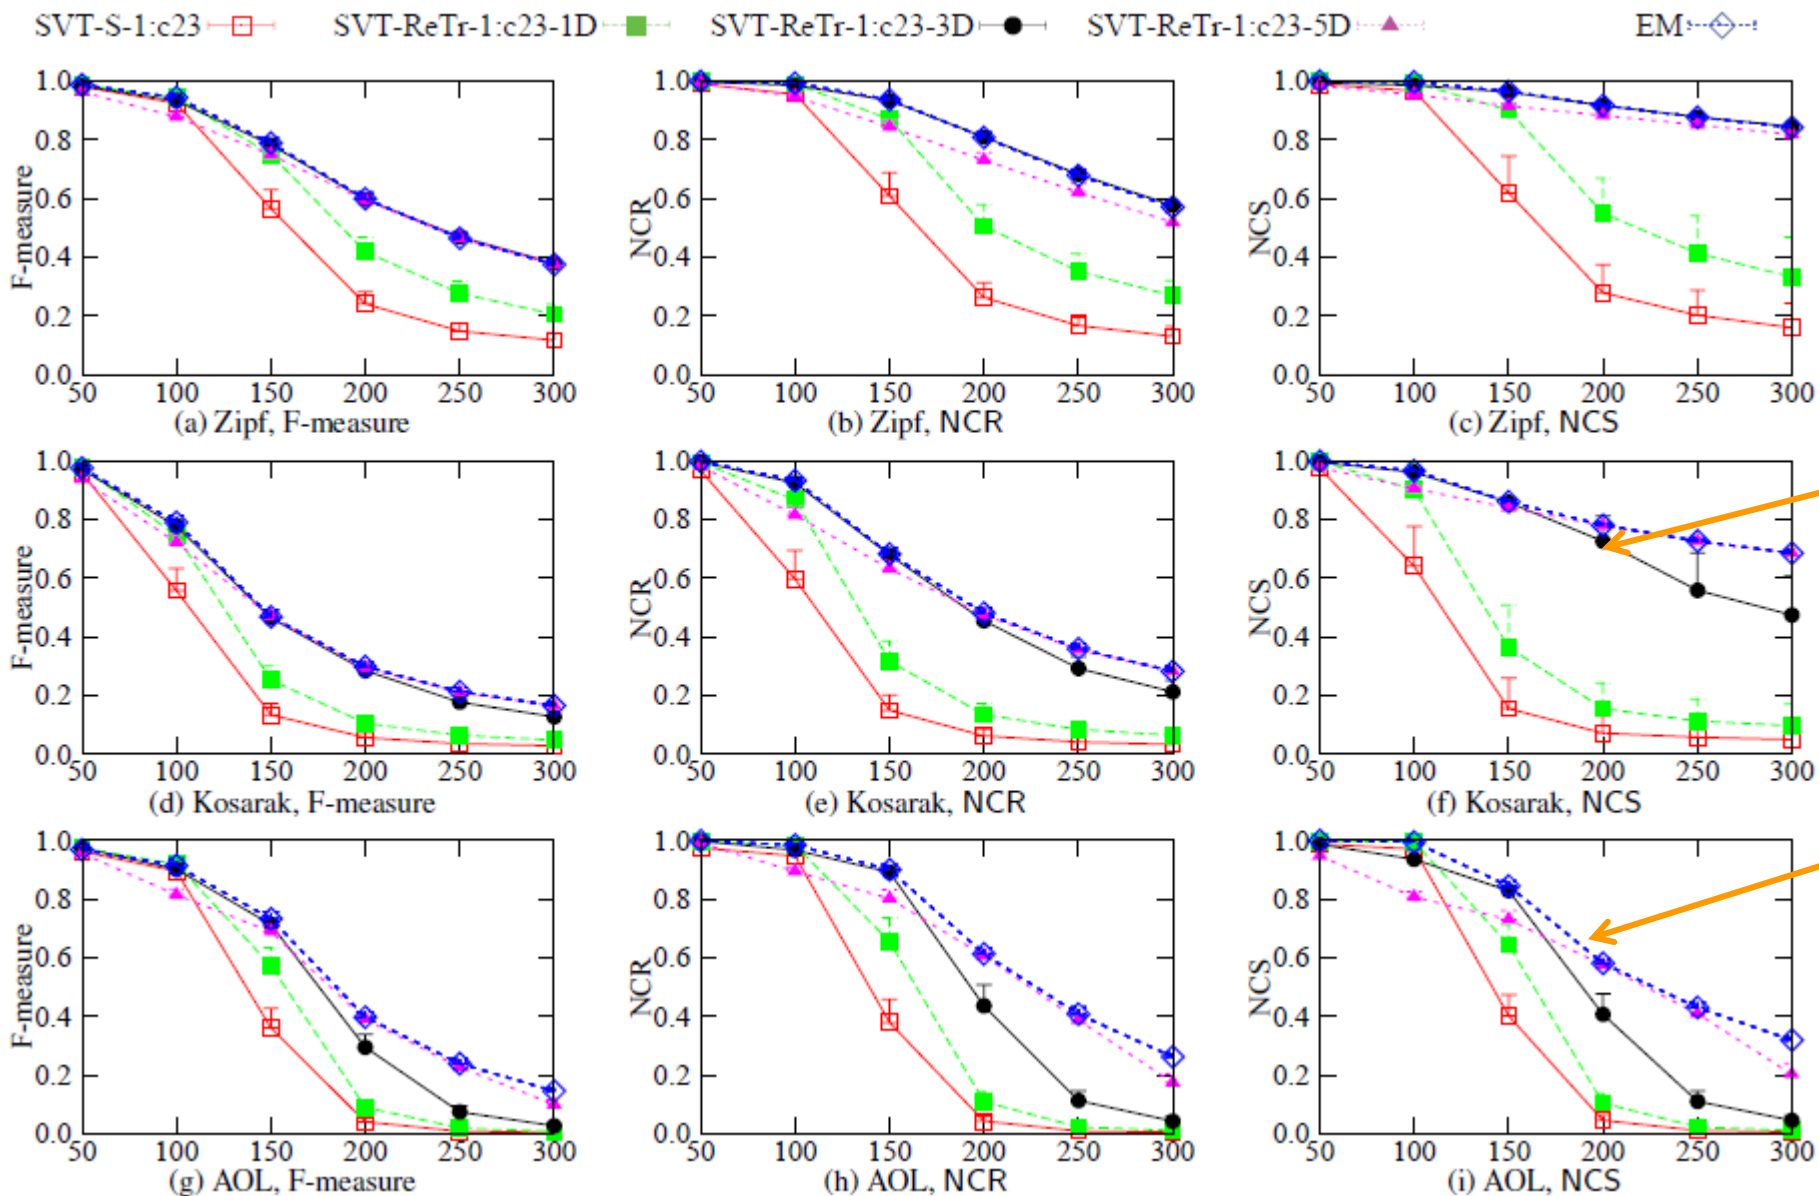 SVT-S-1:c23 SVT-ReTr-1:c23-1D SVT-ReTr-1:c23-3D SVT-ReTr-1:c23-5D EM
1.0 0.8 0.6 0.4 0.2 0.0
F-measure
50 100 150 200 250 300
(a) Zipf, F-measure
1.0 0.8 0.6 0.4 0.2 0.0
NCR
50 100 150 200 250 300
(b) Zipf, NCR
1.0 0.8 0.6 0.4 0.2 0.0
NCS
50 100 150 200 250 300
(c) Zipf, NCS
1.0 0.8 0.6 0.4 0.2 0.0
F-measure
50 100 150 200 250 300
(d) Kosarak, F-measure
1.0 0.8 0.6 0.4 0.2 0.0
NCR
50 100 150 200 250 300
(e) Kosarak, NCR
1.0 0.8 0.6 0.4 0.2 0.0
NCS
50 100 150 200 250 300
(f) Kosarak, NCS
1.0 0.8 0.6 0.4 0.2 0.0
F-measure
50 100 150 200 250 300
(g) AOL, F-measure
1.0 0.8 0.6 0.4 0.2 0.0
NCR
50 100 150 200 250 300
(h) AOL, NCR
1.0 0.8 0.6 0.4 0.2 0.0
NCS
50 100 150 200 250 300
(i) AOL, NCS